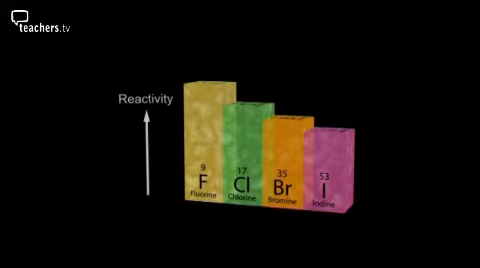 teachers.tv
Reactivity
9
F
Fluorine
17
Cl
Chlorine
35
Br
Bromine
53
I
Iodine